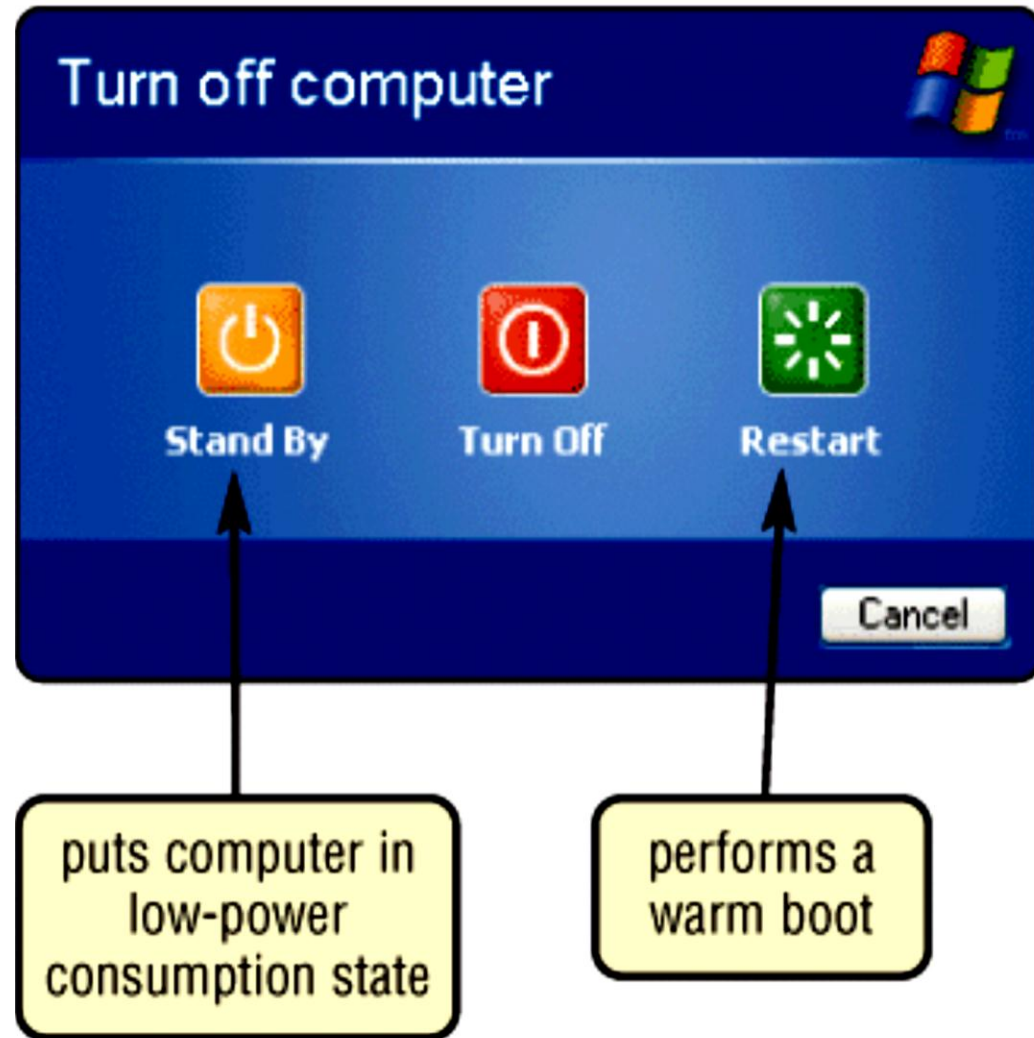 Turn off computer
Stand By
Turn Off
Restart
Cancel
puts computer in
low-power
consumption state
performs a
warm boot